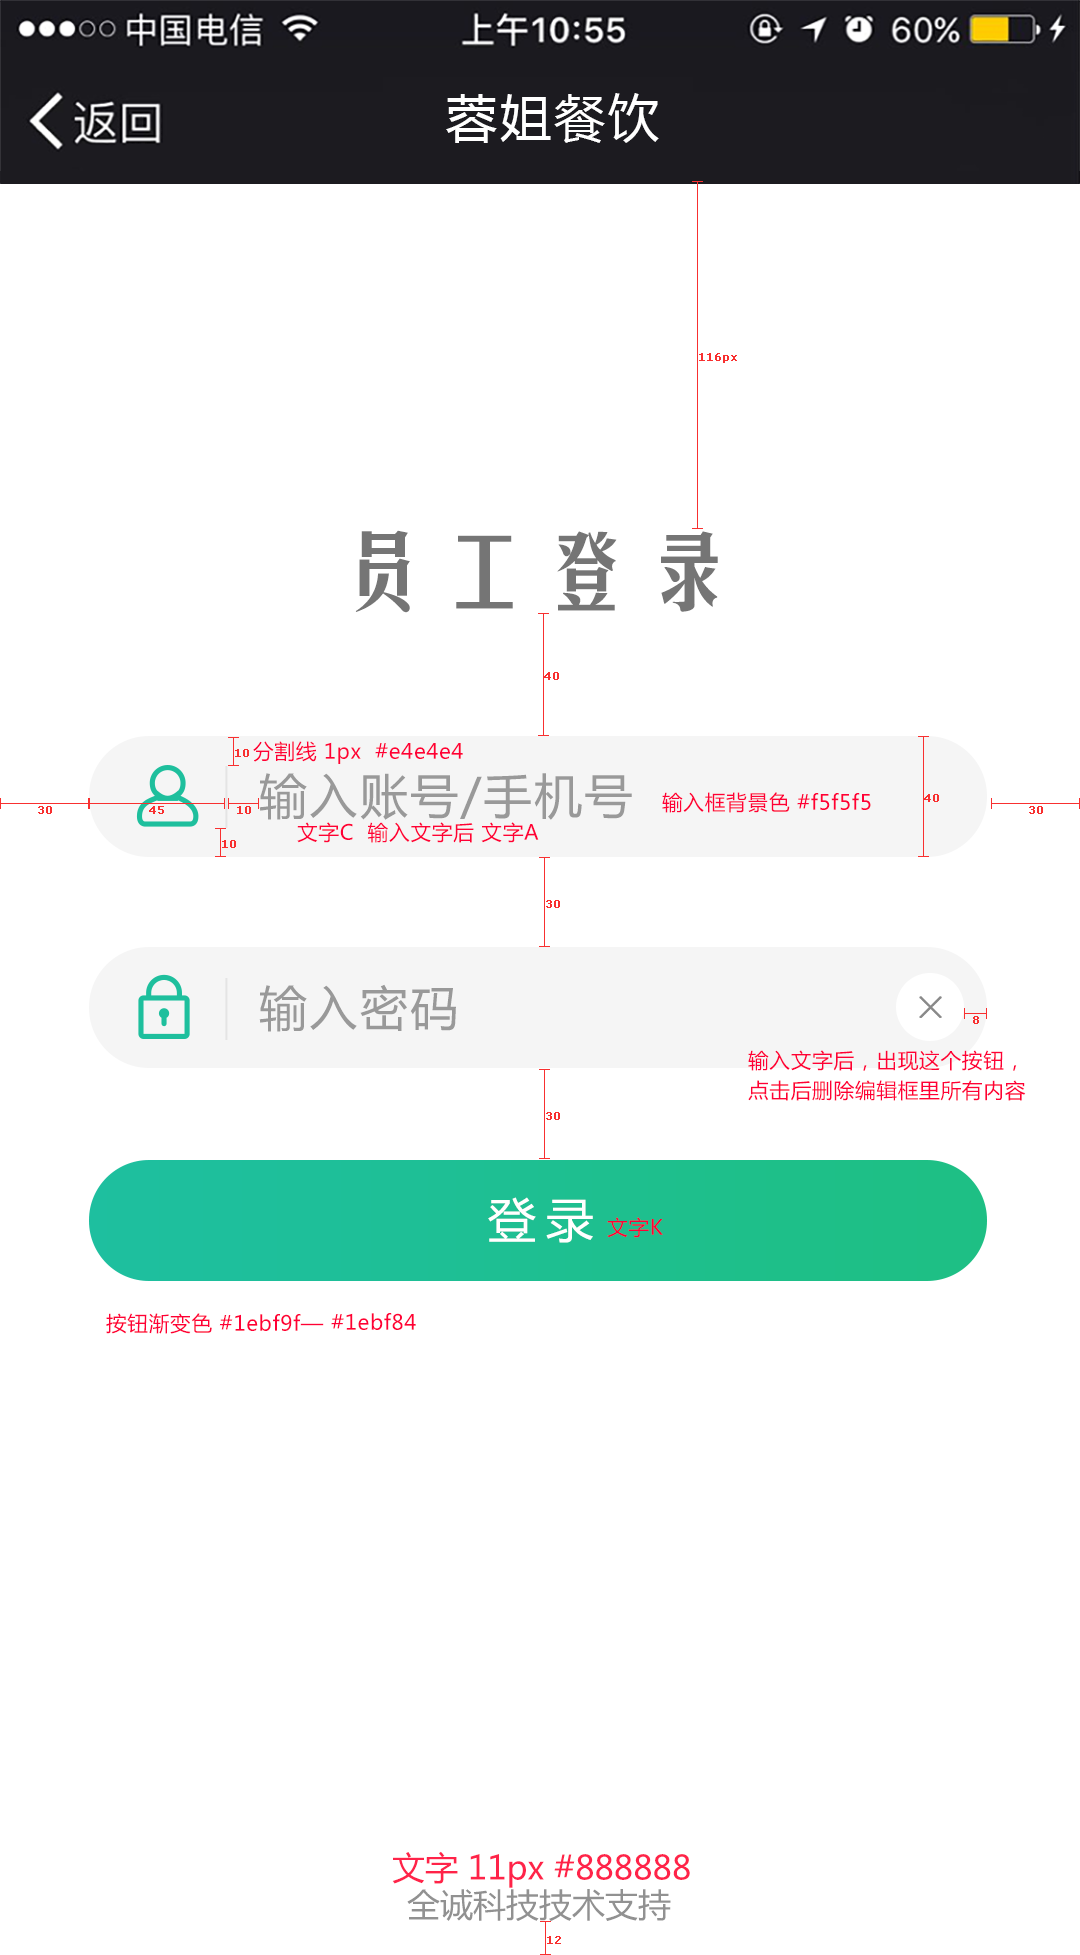 中国电信 上午10:55 60%
返回 蓉姐餐饮
116px
员工登录
40
10 分割线 1px #e4e4e4
输入账号/手机号 输入框背景色 #f5f5f5 40
30 45 10 30
文字C 输入文字后 文字A
10
30
输入密码
8
输入文字后，出现这个按钮，
点击后删除编辑框里所有内容
30
登录 文字K
按钮渐变色 #1ebf9f— #1ebf84
文字 11px #888888
全诚科技技术支持
12